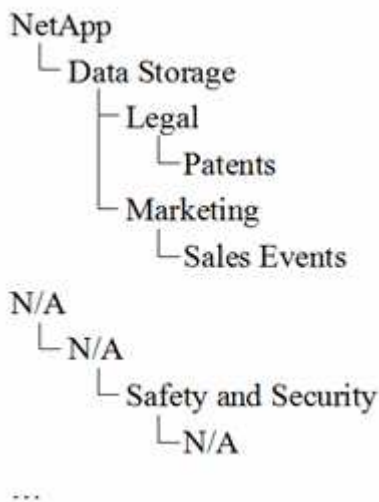 NetApp
Data Storage
Legal
Patents
Marketing
Sales Events
N/A
N/A
Safety and Security
N/A
...